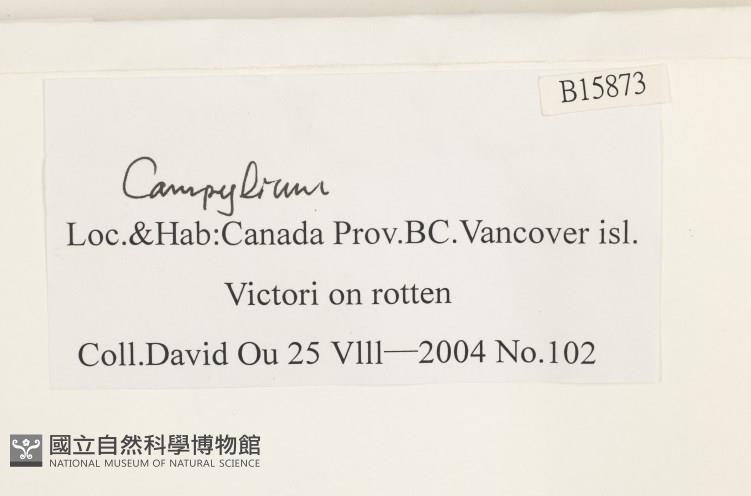 B15873
Campylium
Loc.&Hab:Canada Prov.BC.Vancover isl.
Victori on rotten
Coll.David Ou 25 Vlll—2004 No.102
國立自然科學博物館
NATIONAL MUSEUM OF NATURAL SCIENCE